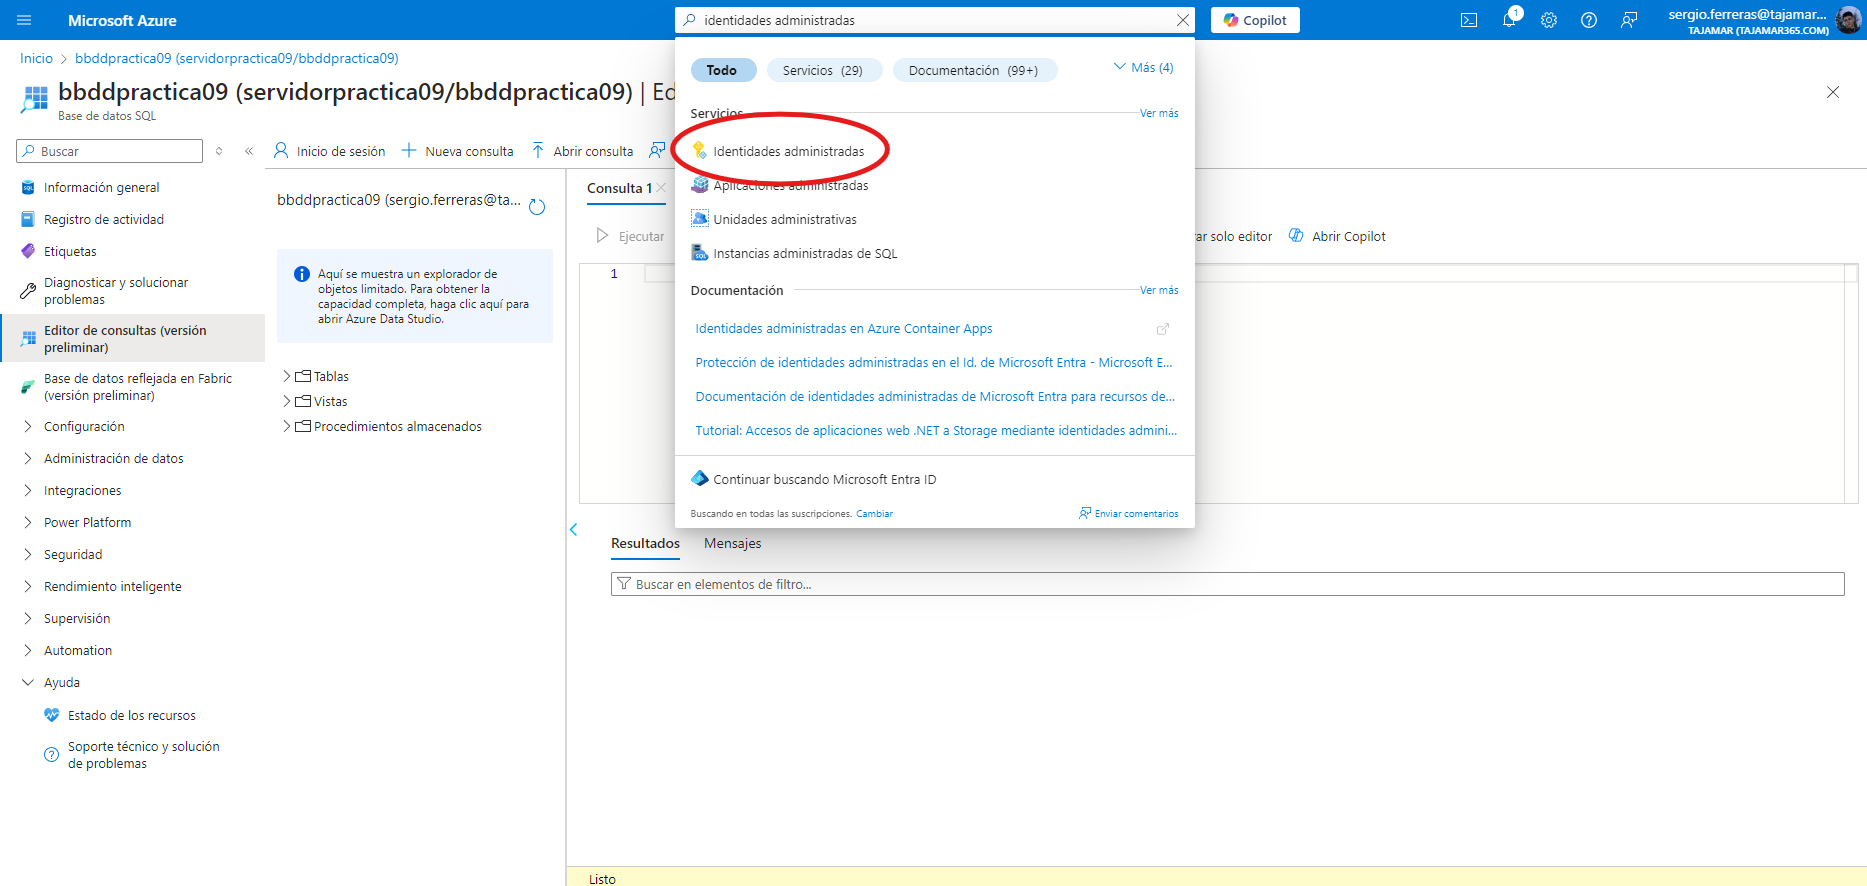 Microsoft Azure
identidades administradas
Copilot
1
sergio.ferreras@tajamar...
TAJAMAR (TAJAMAR365.COM)
Inicio
bbddpractica09 (servidorpractica09/bbddpractica09)
bbddpractica09 (servidorpractica09/bbddpractica09) | Ed
Base de datos SQL
Buscar
Información general
Registro de actividad
Etiquetas
Diagnosticar y solucionar
problemas
Editor de consultas (versión
preliminar)
Base de datos reflejada en Fabric
(versión preliminar)
Configuración
Administración de datos
Integraciones
Power Platform
Seguridad
Rendimiento inteligente
Supervisión
Automation
Ayuda
Estado de los recursos
Soporte técnico y solución
de problemas
Inicio de sesión
Nueva consulta
Abrir consulta
bbddpractica09 (sergio.ferreras@ta...
Aquí se muestra un explorador de
objetos limitado. Para obtener la
capacidad completa, haga clic aquí para
abrir Azure Data Studio.
Tablas
Vistas
Procedimientos almacenados
Todo
Servicios (29)
Documentación (99+)
Más (4)
Servicios
Ver más
Identidades administradas
Aplicaciones administradas
Unidades administrativas
Instancias administradas de SQL
Documentación
Ver más
Identidades administradas en Azure Container Apps
Protección de identidades administradas en el Id. de Microsoft Entra - Microsoft E...
Documentación de identidades administradas de Microsoft Entra para recursos de...
Tutorial: Accesos de aplicaciones web .NET a Storage mediante identidades admini...
Continuar buscando Microsoft Entra ID
Buscando en todas las suscripciones. Cambiar
Enviar comentarios
Consulta 1
Ejecutar
ar solo editor
Abrir Copilot
1
Resultados
Mensajes
Buscar en elementos de filtro...
Listo